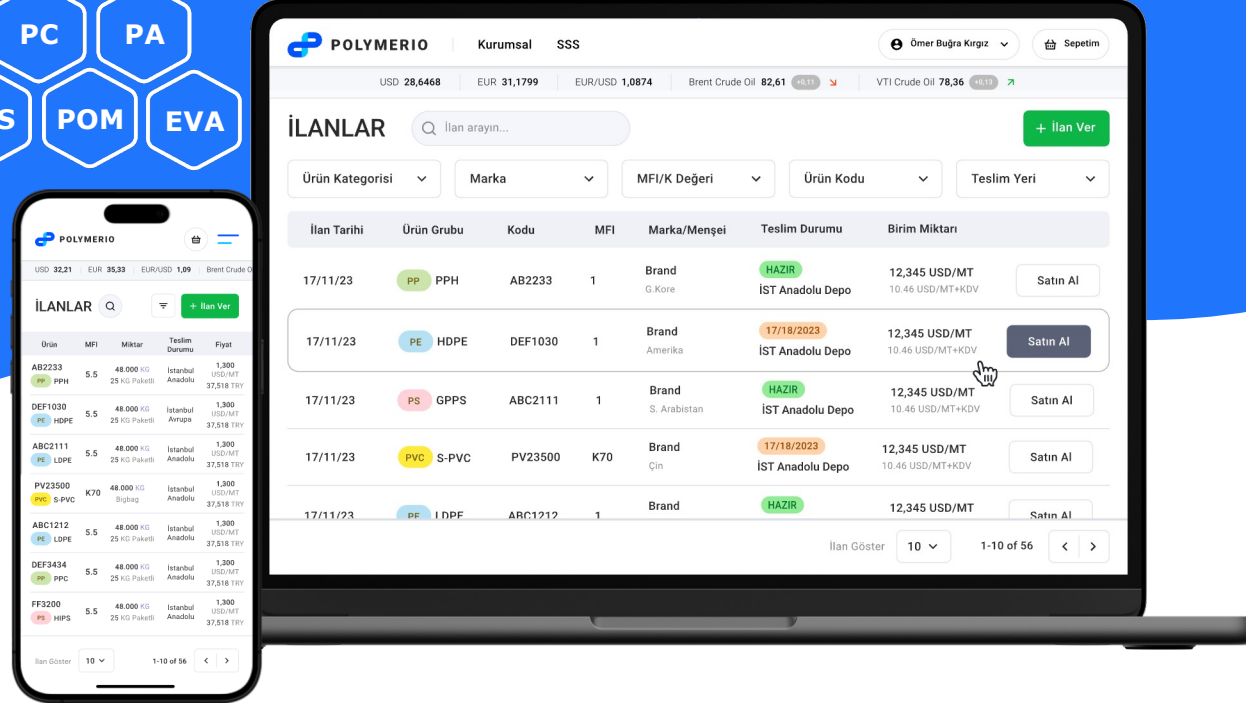 PC
PA
S
POM
EVA
POLYMERIO
Kurumsal
SSS
Ömer Buğra Kırgız
Sepetim
USD 28,6468
EUR 31,1799
EUR/USD 1,0874
Brent Crude Oil 82,61 +0,11
VTI Crude Oil 78,36 +0,13
İLANLAR
İlan arayın...
+ İlan Ver
Ürün Kategorisi
Marka
MFI/K Değeri
Ürün Kodu
Teslim Yeri
İlan Tarihi Ürün Grubu Kodu MFI Marka/Menşei Teslim Durumu Birim Miktarı
17/11/23 PP PPH AB2233 1 Brand HAZIR 12,345 USD/MT Satın Al
G.Kore İST Anadolu Depo 10.46 USD/MT+KDV
17/11/23 PE HDPE DEF1030 1 Brand 17/18/2023 12,345 USD/MT Satın Al
Amerika İST Anadolu Depo 10.46 USD/MT+KDV
17/11/23 PS GPPS ABC2111 1 Brand HAZIR 12,345 USD/MT Satın Al
S. Arabistan İST Anadolu Depo 10.46 USD/MT+KDV
17/11/23 PVC S-PVC PV23500 K70 Brand 17/18/2023 12,345 USD/MT Satın Al
Çin İST Anadolu Depo 10.46 USD/MT+KDV
17/11/23 PE LDPE ABC1212 1 Brand HAZIR 12,345 USD/MT Satın Al
İlan Göster 10 1-10 of 56
POLYMERIO
USD 32,21 EUR 35,33 EUR/USD 1,09 Brent Crude
İLANLAR
+ İlan Ver
Ürün MFI Miktar Teslim Durumu Fiyat
AB2233 5.5 48.000 KG İstanbul 1,300 USD/MT
PP PPH 25 KG Paketli Anadolu 37,518 TRY
DEF1030 5.5 48.000 KG İstanbul 1,300 USD/MT
PE HDPE 25 KG Paketli Avrupa 37,518 TRY
ABC2111 5.5 48.000 KG İstanbul 1,300 USD/MT
PE LDPE 25 KG Paketli Anadolu 37,518 TRY
PV23500 K70 48.000 KG İstanbul 1,300 USD/MT
PVC S-PVC Bigbag Anadolu 37,518 TRY
ABC1212 5.5 48.000 KG İstanbul 1,300 USD/MT
PE LDPE 25 KG Paketli Anadolu 37,518 TRY
DEF3434 5.5 48.000 KG İstanbul 1,300 USD/MT
PP PPC 25 KG Paketli Anadolu 37,518 TRY
FF3200 5.5 48.000 KG İstanbul 1,300 USD/MT
PS HIPS 25 KG Paketli Anadolu 37,518 TRY
İlan Göster 10 1-10 of 56